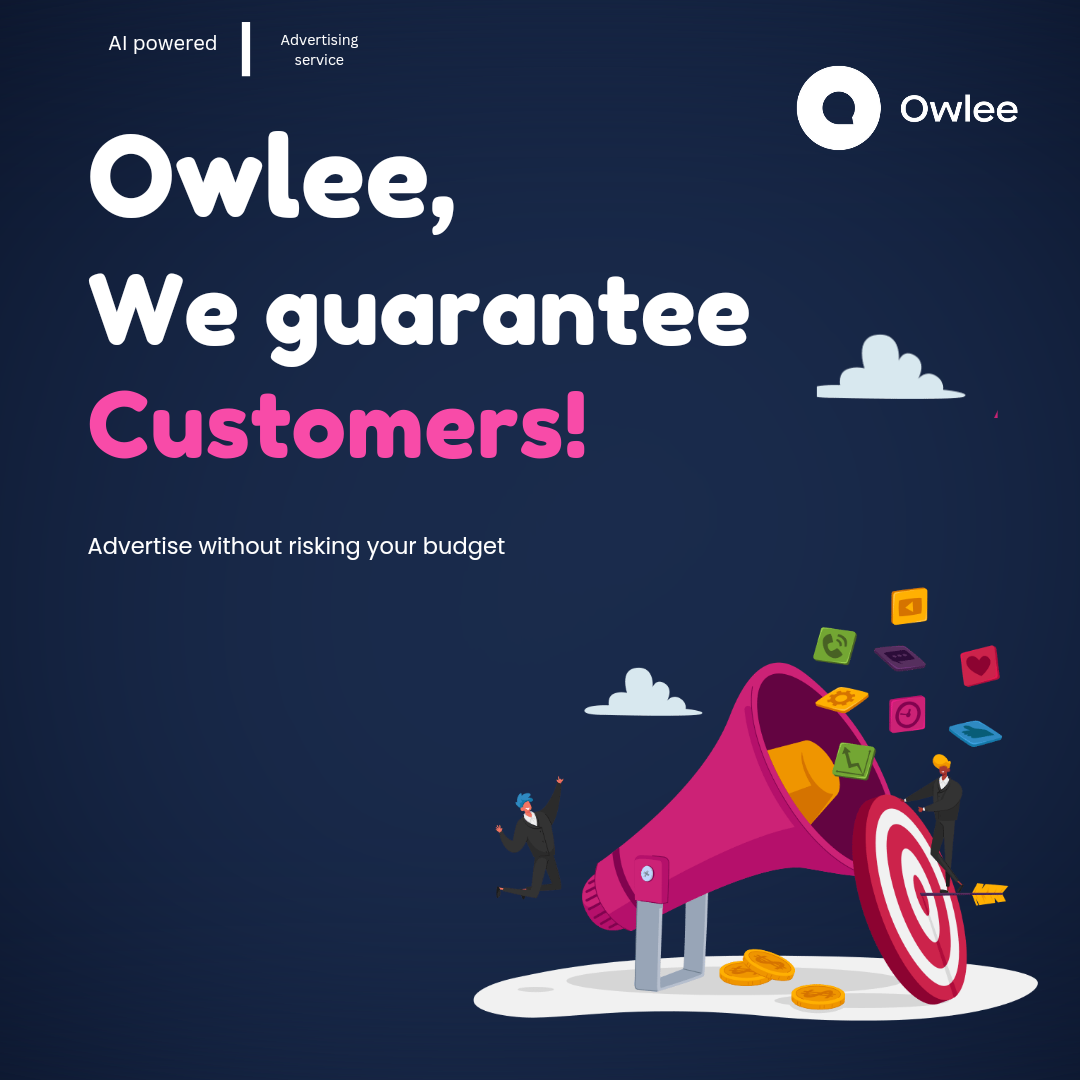 AI powered
Advertising
service
Owlee
Owlee,
We guarantee
Customers!
Advertise without risking your budget